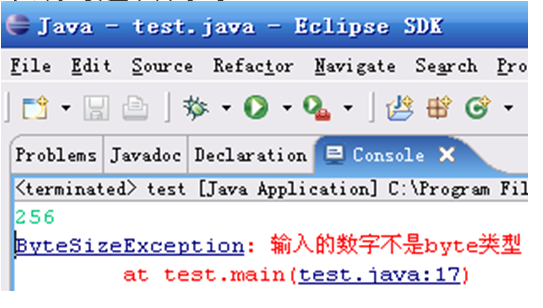 Java - test.java - Eclipse SDK
File Edit Source Refactor Navigate Search Pro
Problems Javadoc Declaration Console
<terminated> test [Java Application] C:\Program Fil
256
ByteSizeException: 输入的数字不是byte类型
at test.main(test.java:17)